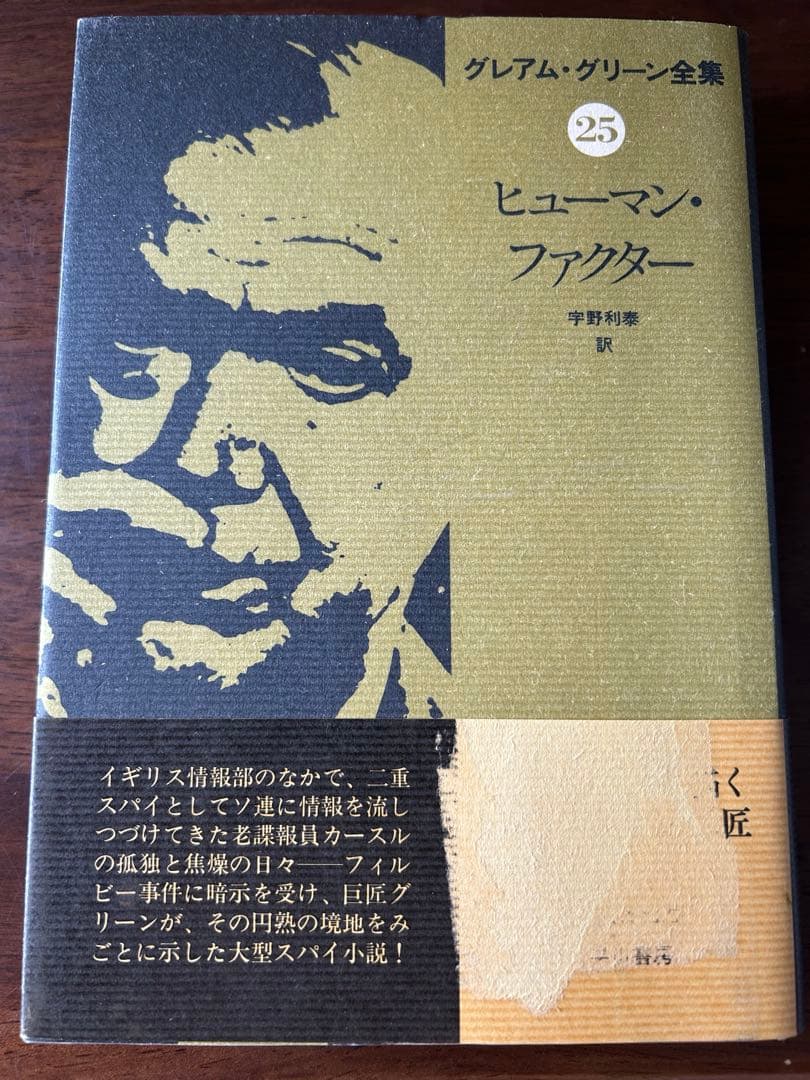 グレアム・グリーン全集
25
ヒューマン・
ファクター
宇野利泰
訳
イギリス情報部のなかで、二重
スパイとしてソ連に情報を流し
つづけてきた老諜報員カースル
の孤独と焦燥の日々――フィル
ビー事件に暗示を受け、巨匠グ
リーンが、その円熟の境地をみ
ごとに示した大型スパイ小説！
く
匠
書房